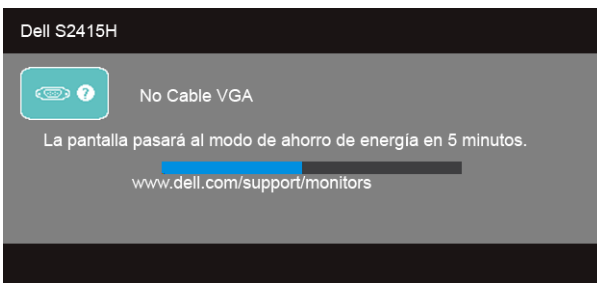 Dell S2415H
?
No Cable VGA
La pantalla pasará al modo de ahorro de energía en 5 minutos.
www.dell.com/support/monitors